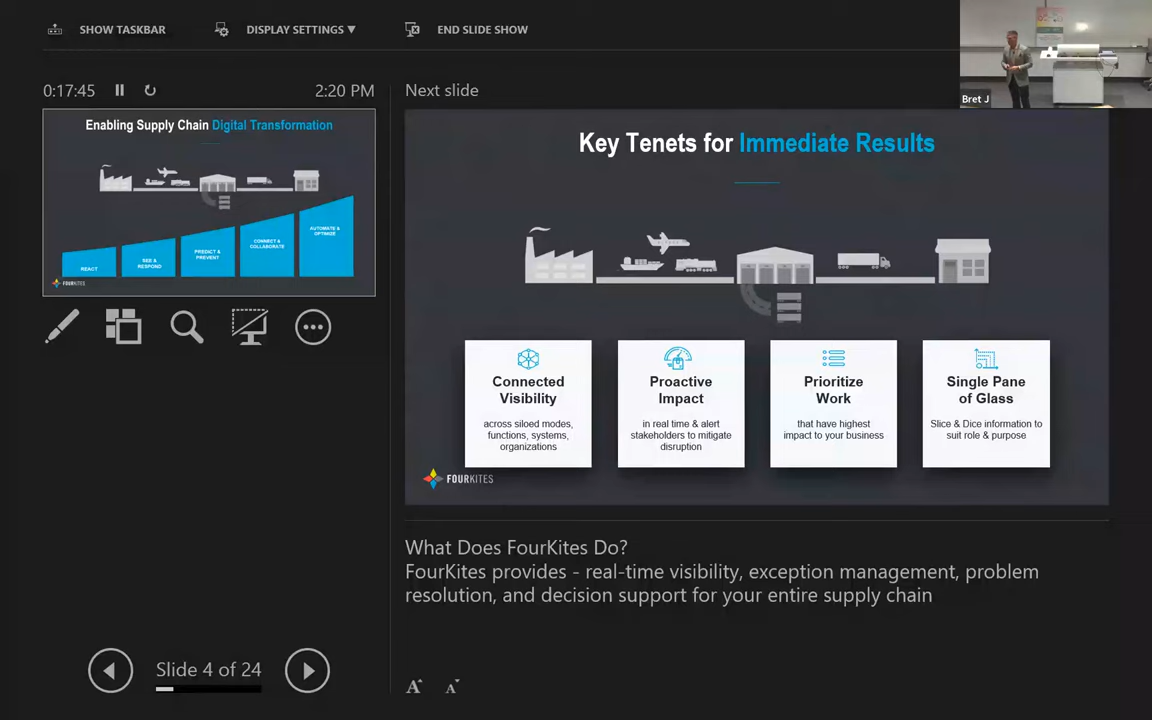 SHOW TASKBAR
DISPLAY SETTINGS ▼
END SLIDE SHOW
Bret J
0:17:45
2:20 PM
Next slide
Enabling Supply Chain Digital Transformation
REACT
SEE &
RESPOND
PREDICT &
PREVENT
CONNECT &
COLLABORATE
AUTOMATE &
OPTIMIZE
FOURKITES
Key Tenets for Immediate Results
Connected
Visibility
across siloed modes,
functions, systems,
organizations
Proactive
Impact
in real time & alert
stakeholders to mitigate
disruption
Prioritize
Work
that have highest
impact to your business
Single Pane
of Glass
Slice & Dice information to
suit role & purpose
FOURKITES
What Does FourKites Do?
FourKites provides - real-time visibility, exception management, problem
resolution, and decision support for your entire supply chain
Slide 4 of 24
A A